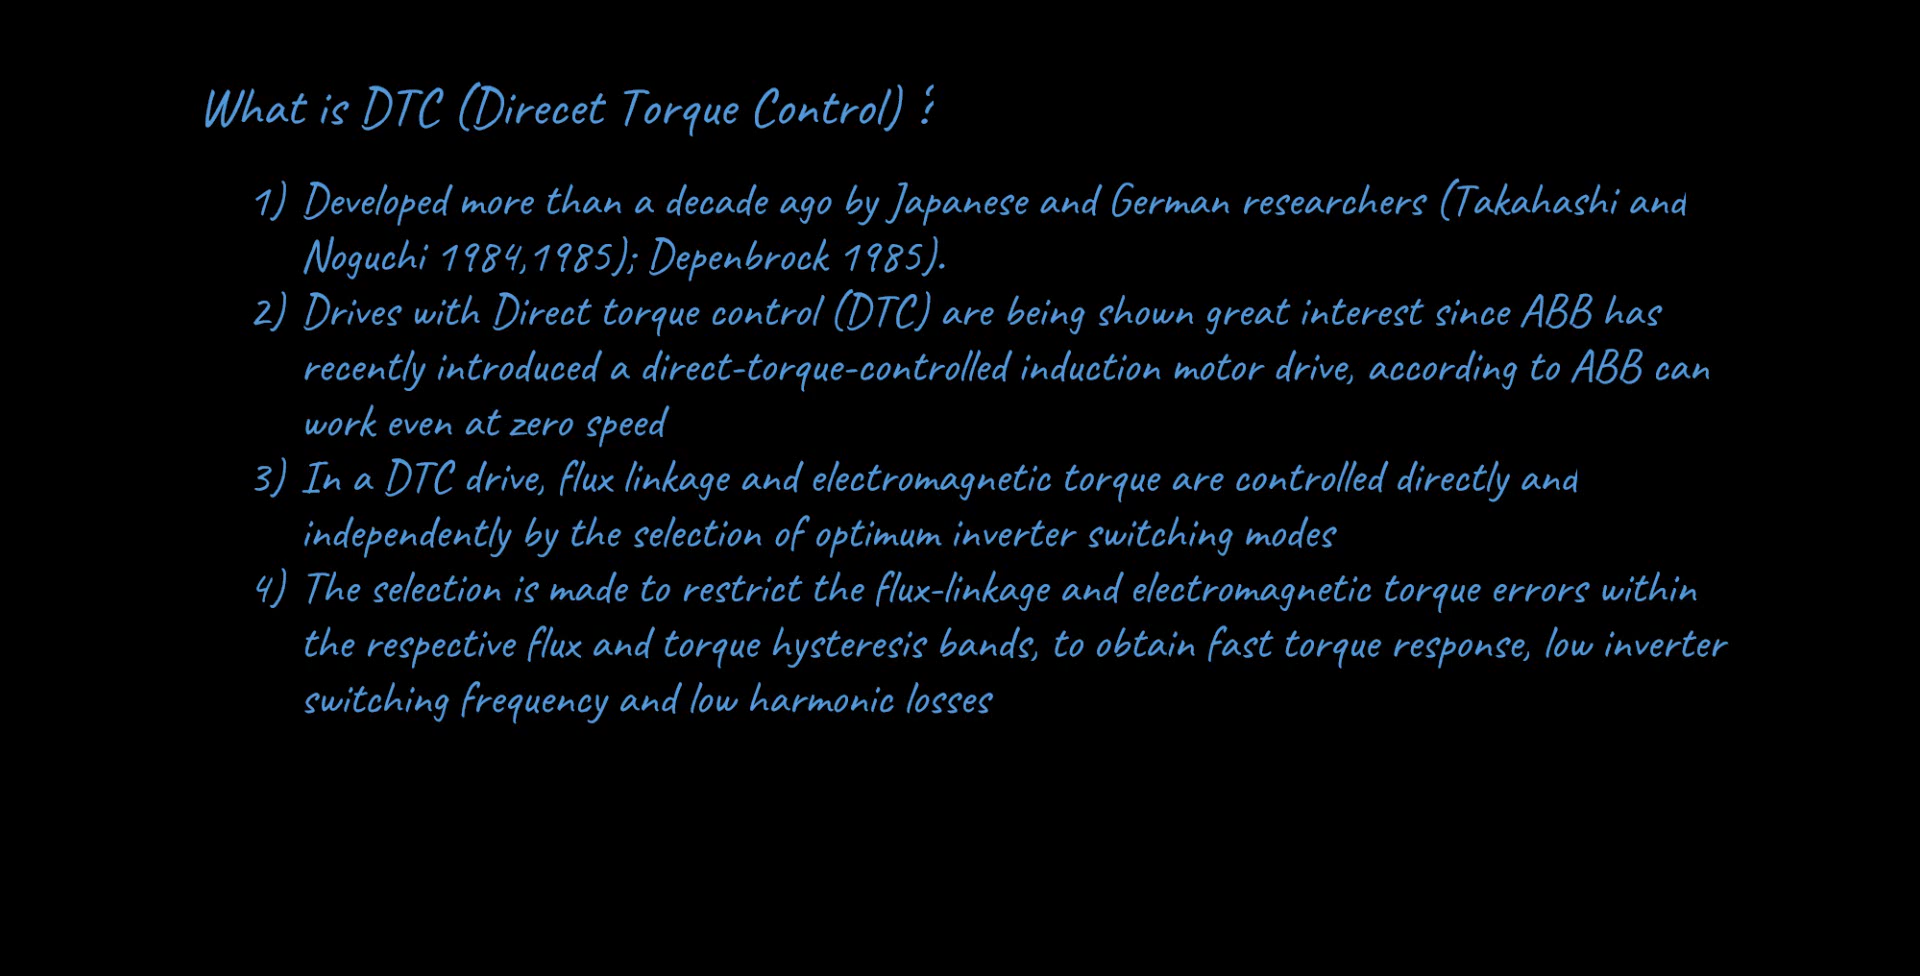 What is DTC (Direcet Torque Control) ?
1) Developed more than a decade ago by Japanese and German researchers (Takahashi and
Noguchi 1984,1985); Depenbrock 1985).
2) Drives with Direct torque control (DTC) are being shown great interest since ABB has
recently introduced a direct-torque-controlled induction motor drive, according to ABB can
work even at zero speed
3) In a DTC drive, flux linkage and electromagnetic torque are controlled directly and
independently by the selection of optimum inverter switching modes
4) The selection is made to restrict the flux-linkage and electromagnetic torque errors within
the respective flux and torque hysteresis bands, to obtain fast torque response, low inverter
switching frequency and low harmonic losses